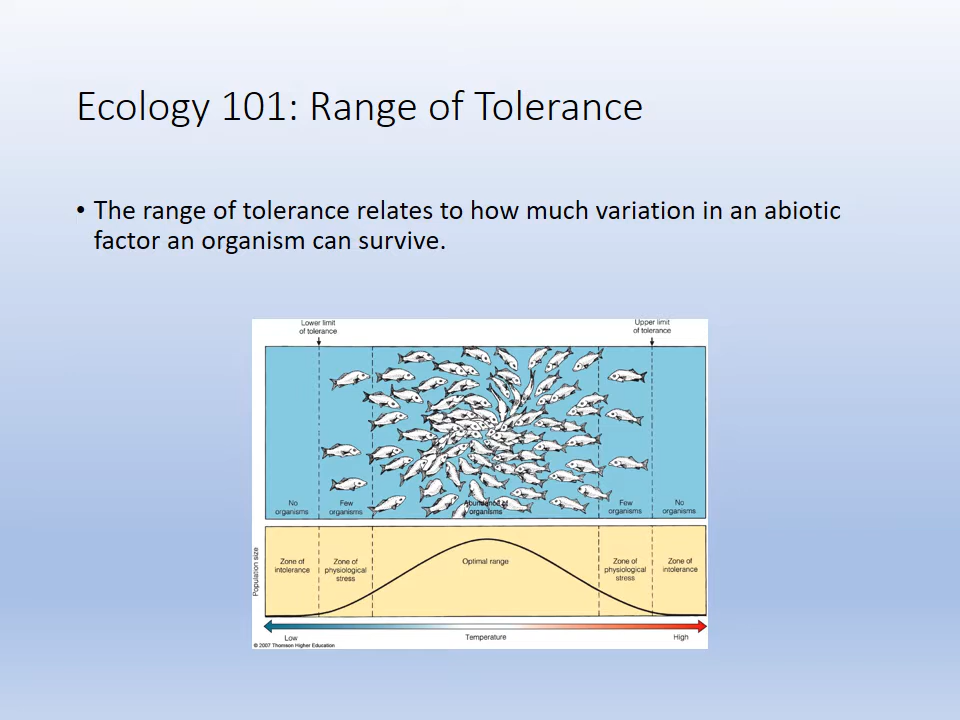 Ecology 101: Range of Tolerance
• The range of tolerance relates to how much variation in an abiotic
factor an organism can survive.
Lower limit
of tolerance
Upper limit
of tolerance
No
organisms
Few
organisms
Abundance of
organisms
Few
organisms
No
organisms
Population size
Zone of
intolerance
Zone of
physiological
stress
Optimal range
Zone of
physiological
stress
Zone of
intolerance
Low
Temperature
High
© 2007 Thomson Higher Education